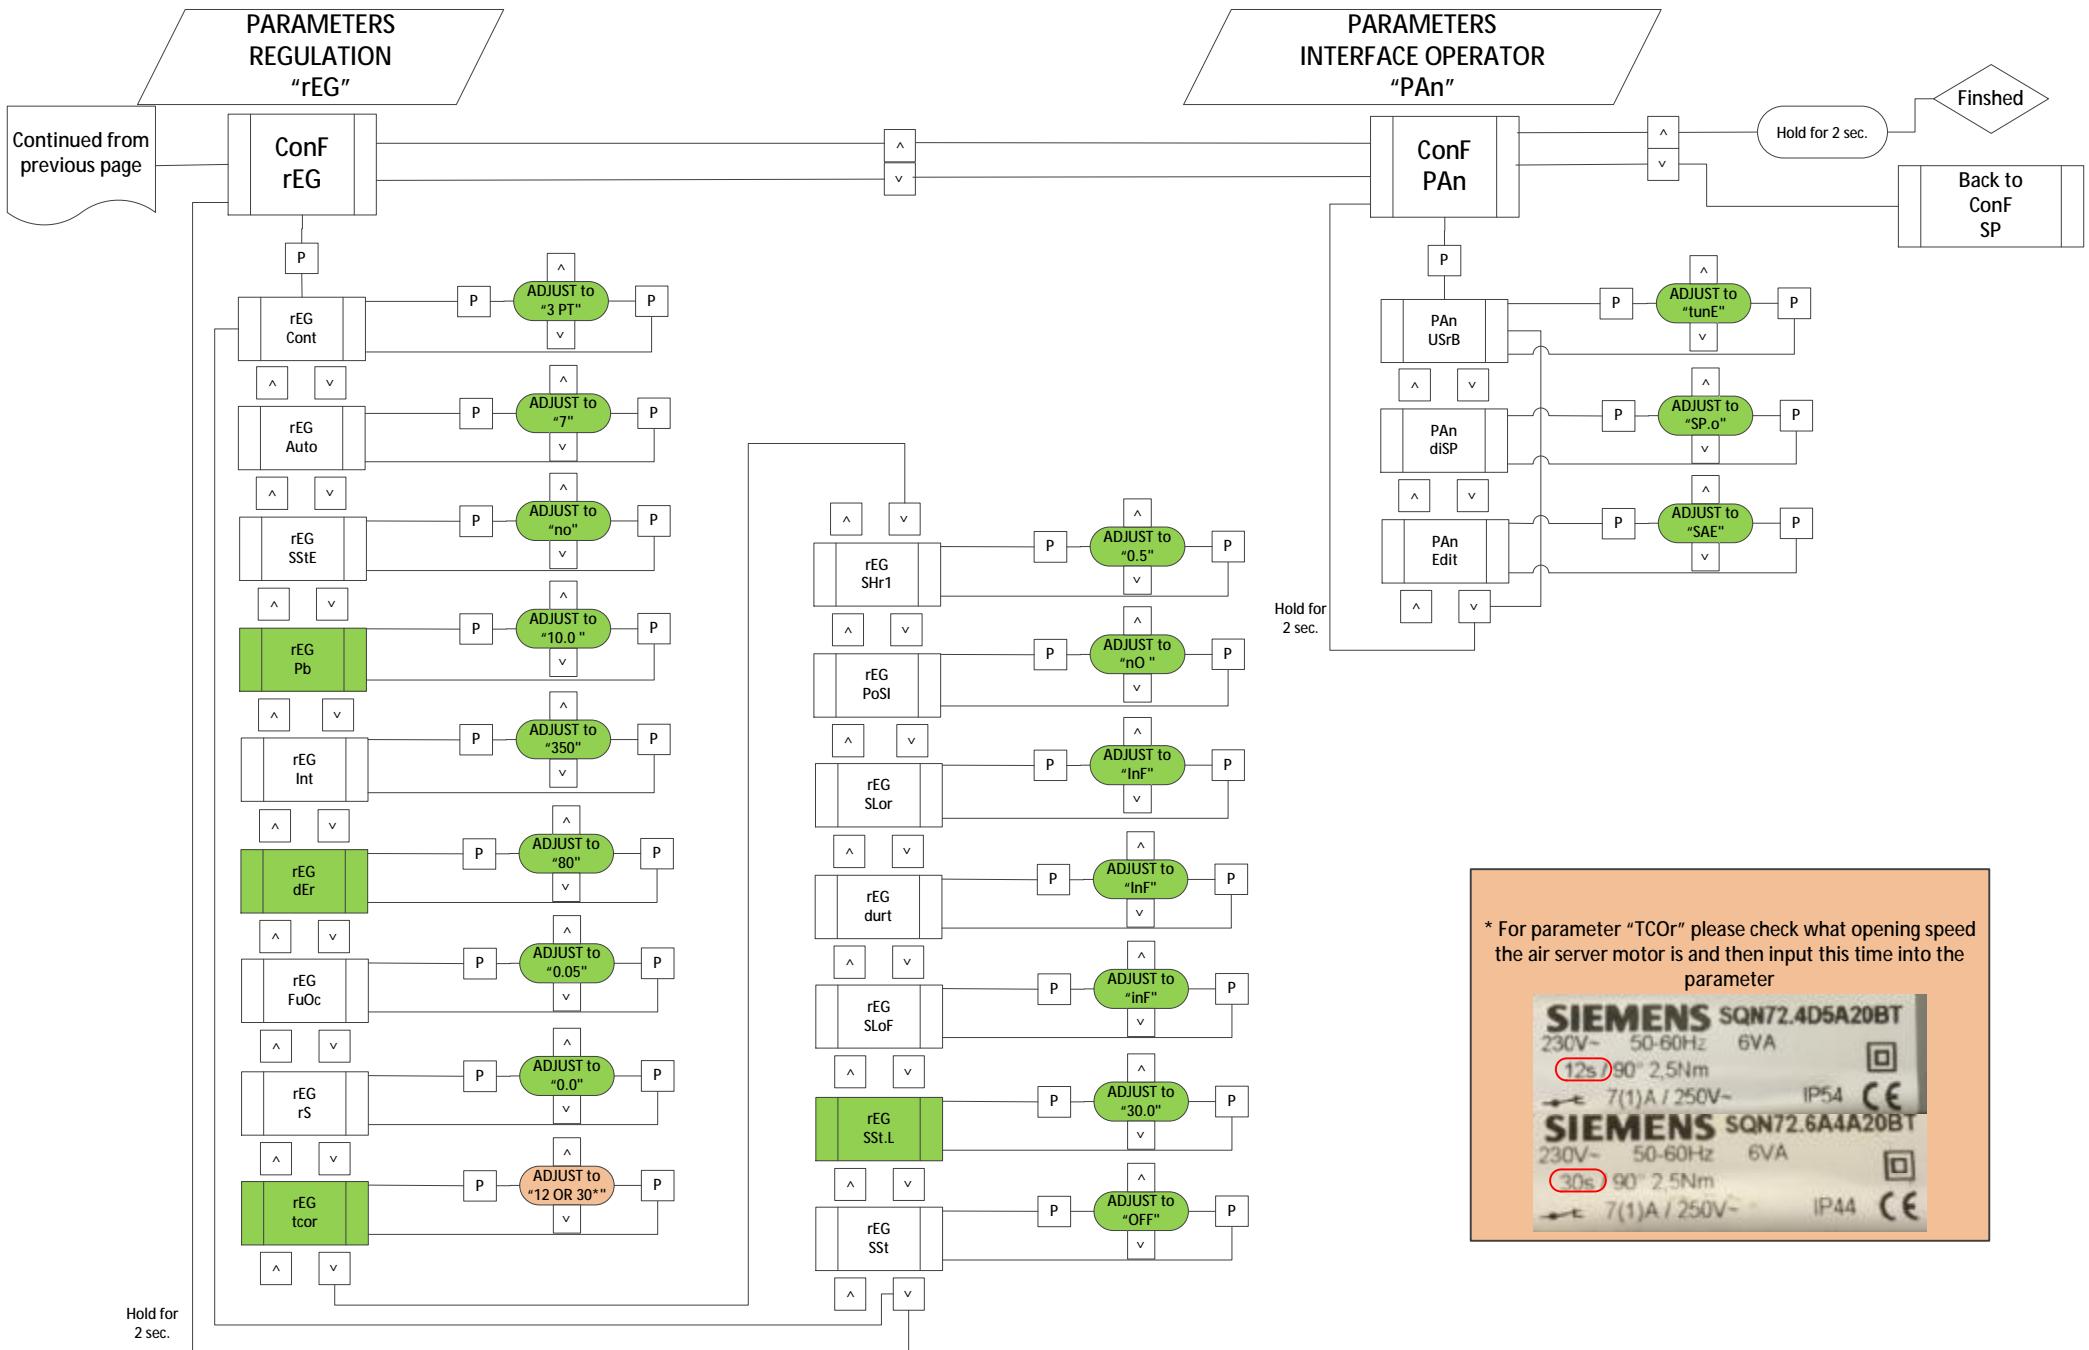 PARAMETERS
REGULATION
“rEG”
PARAMETERS
INTERFACE OPERATOR
“PAn”
Continued from
previous page
ConF
rEG
^
v
ConF
PAn
^
v
Hold for 2 sec.
Finshed
Back to
ConF
SP
P
rEG
Cont
P
^
ADJUST to
“3 PT"
v
P
^
v
rEG
Auto
P
^
ADJUST to
“7"
v
P
^
v
rEG
SStE
P
^
ADJUST to
“no"
v
P
^
v
rEG
Pb
P
^
ADJUST to
“10.0 "
v
P
^
v
rEG
Int
P
^
ADJUST to
“350"
v
P
^
v
rEG
dEr
P
^
ADJUST to
“80"
v
P
^
v
rEG
FuOc
P
^
ADJUST to
“0.05"
v
P
^
v
rEG
rS
P
^
ADJUST to
“0.0"
v
P
^
v
rEG
tcor
P
^
ADJUST to
“12 OR 30*"
v
P
^
v
Hold for
2 sec.
^
v
rEG
SHr1
P
^
ADJUST to
“0.5"
v
P
^
v
rEG
PoSI
P
^
ADJUST to
“nO "
v
P
^
v
rEG
SLor
P
^
ADJUST to
“InF"
v
P
^
v
rEG
durt
P
^
ADJUST to
“InF"
v
P
^
v
rEG
SLoF
P
^
ADJUST to
“inF"
v
P
^
v
rEG
SSt.L
P
^
ADJUST to
“30.0"
v
P
^
v
rEG
SSt
P
^
ADJUST to
“OFF"
v
P
^
v
P
PAn
USrB
P
^
ADJUST to
“tunE"
v
P
^
v
PAn
diSP
P
^
ADJUST to
“SP.o"
v
P
^
v
PAn
Edit
P
^
ADJUST to
“SAE"
v
P
^
v
Hold for
2 sec.
* For parameter “TCOr” please check what opening speed
the air server motor is and then input this time into the
parameter
SIEMENS SQN72.4D5A20BT
230V~ 50-60Hz 6VA
12s / 90° 2,5Nm
7(1)A / 250V~ IP54 CE
SIEMENS SQN72.6A4A20BT
230V~ 50-60Hz 6VA
30s / 90° 2,5Nm
7(1)A / 250V~ IP44 CE